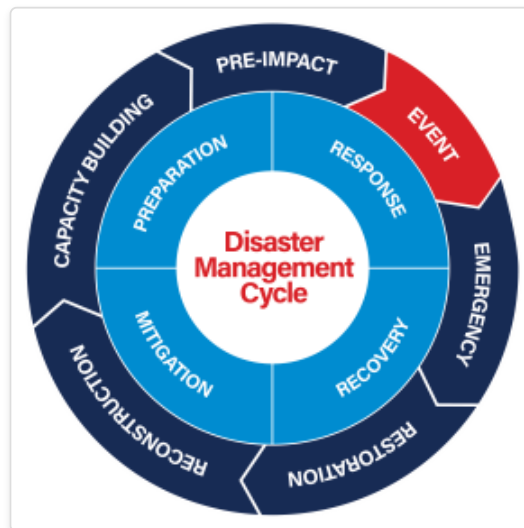 PRE-IMPACT
EVENT
EMERGENCY
RESTORATION
RECONSTRUCTION
CAPACITY BUILDING
PREPARATION
RESPONSE
RECOVERY
MITIGATION
Disaster
Management
Cycle